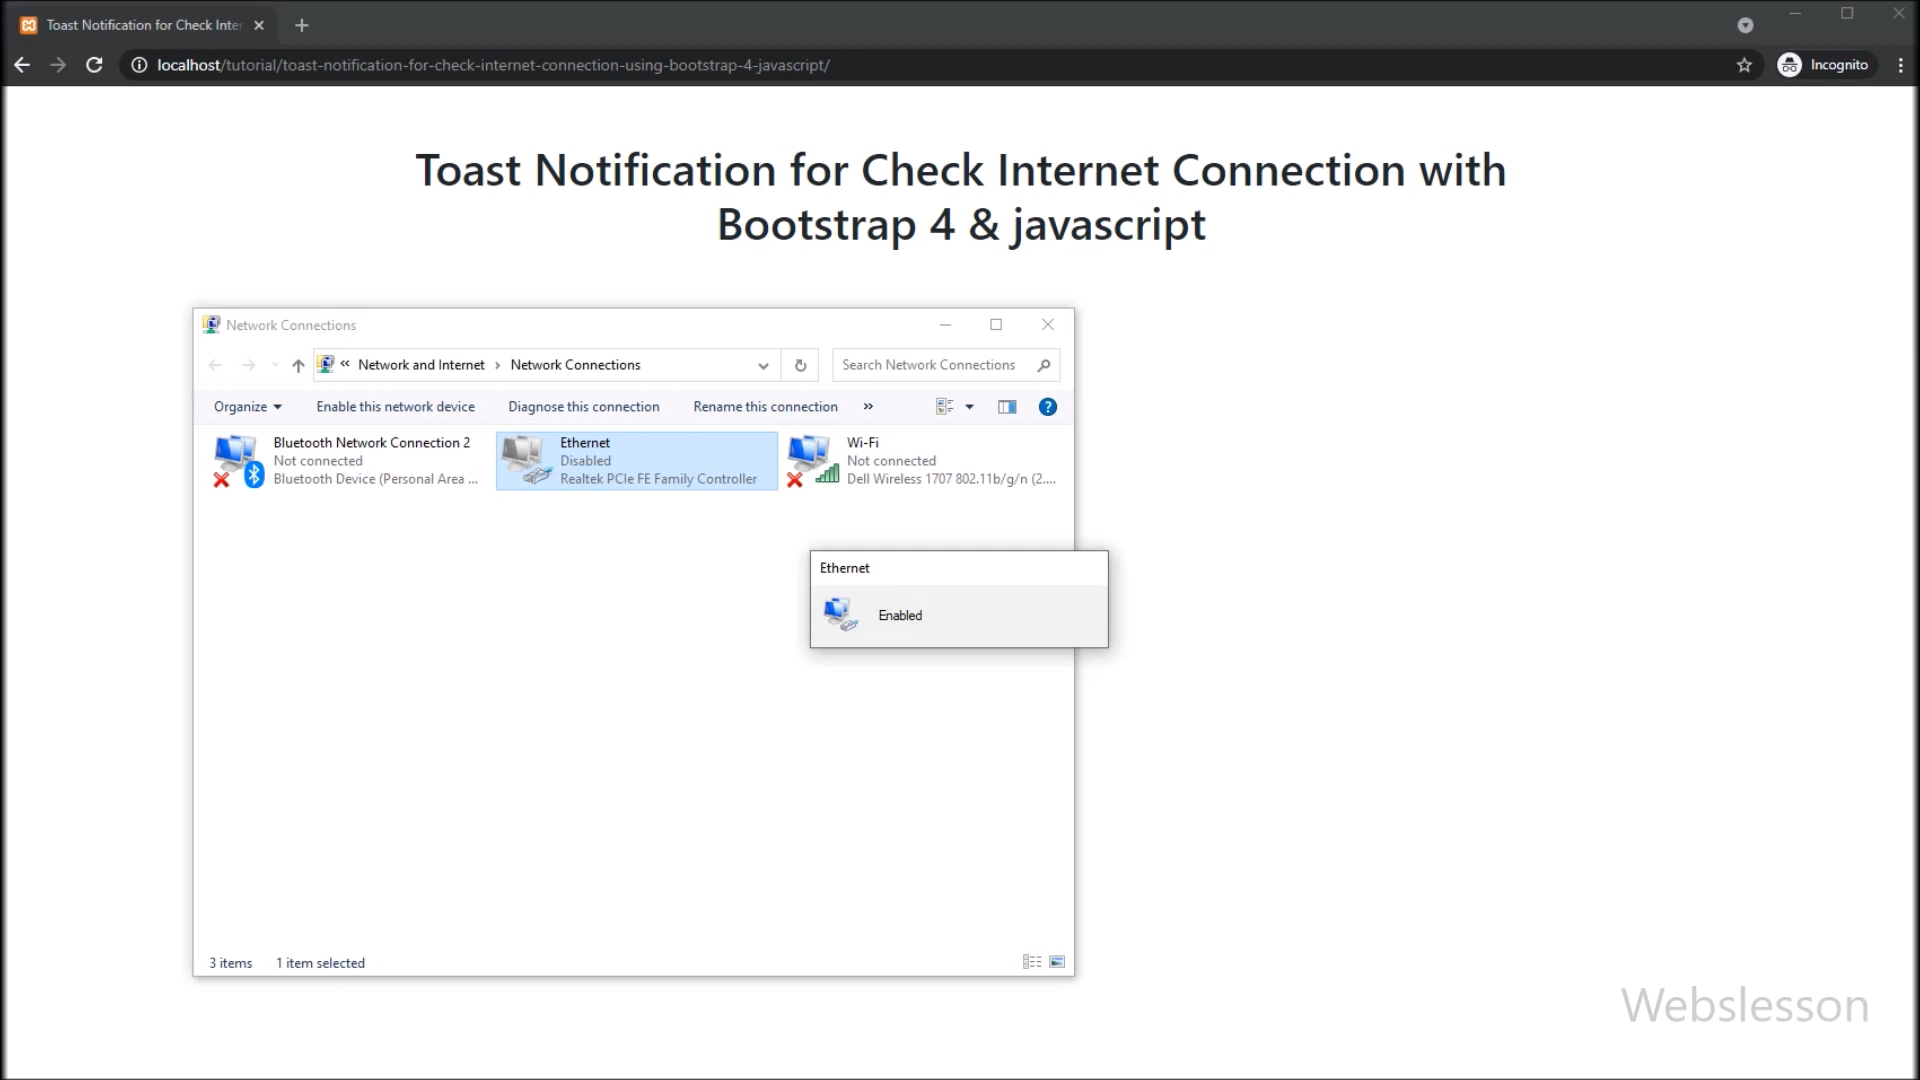 Toast Notification for Check Inter
localhost/tutorial/toast-notification-for-check-internet-connection-using-bootstrap-4-javascript/
Incognito
Toast Notification for Check Internet Connection with
Bootstrap 4 & javascript
Network Connections
« Network and Internet › Network Connections
Search Network Connections
Organize
Enable this network device
Diagnose this connection
Rename this connection
»
Bluetooth Network Connection 2
Not connected
Bluetooth Device (Personal Area ...
Ethernet
Disabled
Realtek PCIe FE Family Controller
Wi-Fi
Not connected
Dell Wireless 1707 802.11b/g/n (2....
Ethernet
Enabled
3 items
1 item selected
Webslesson